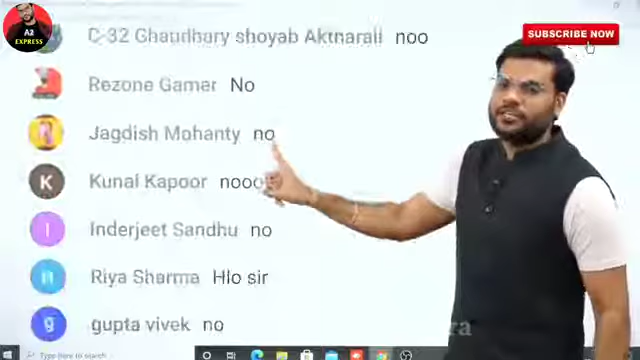 A2
EXPRESS
SUBSCRIBE NOW
C-32 Ghaudhary shoyab Aktnarali noo
Rezone Gamer No
Jagdish Mohanty no
K Kunal Kapoor nooo
I Inderjeet Sandhu no
n Riya Sharma Hlo sir
g gupta vivek no
Type here to search